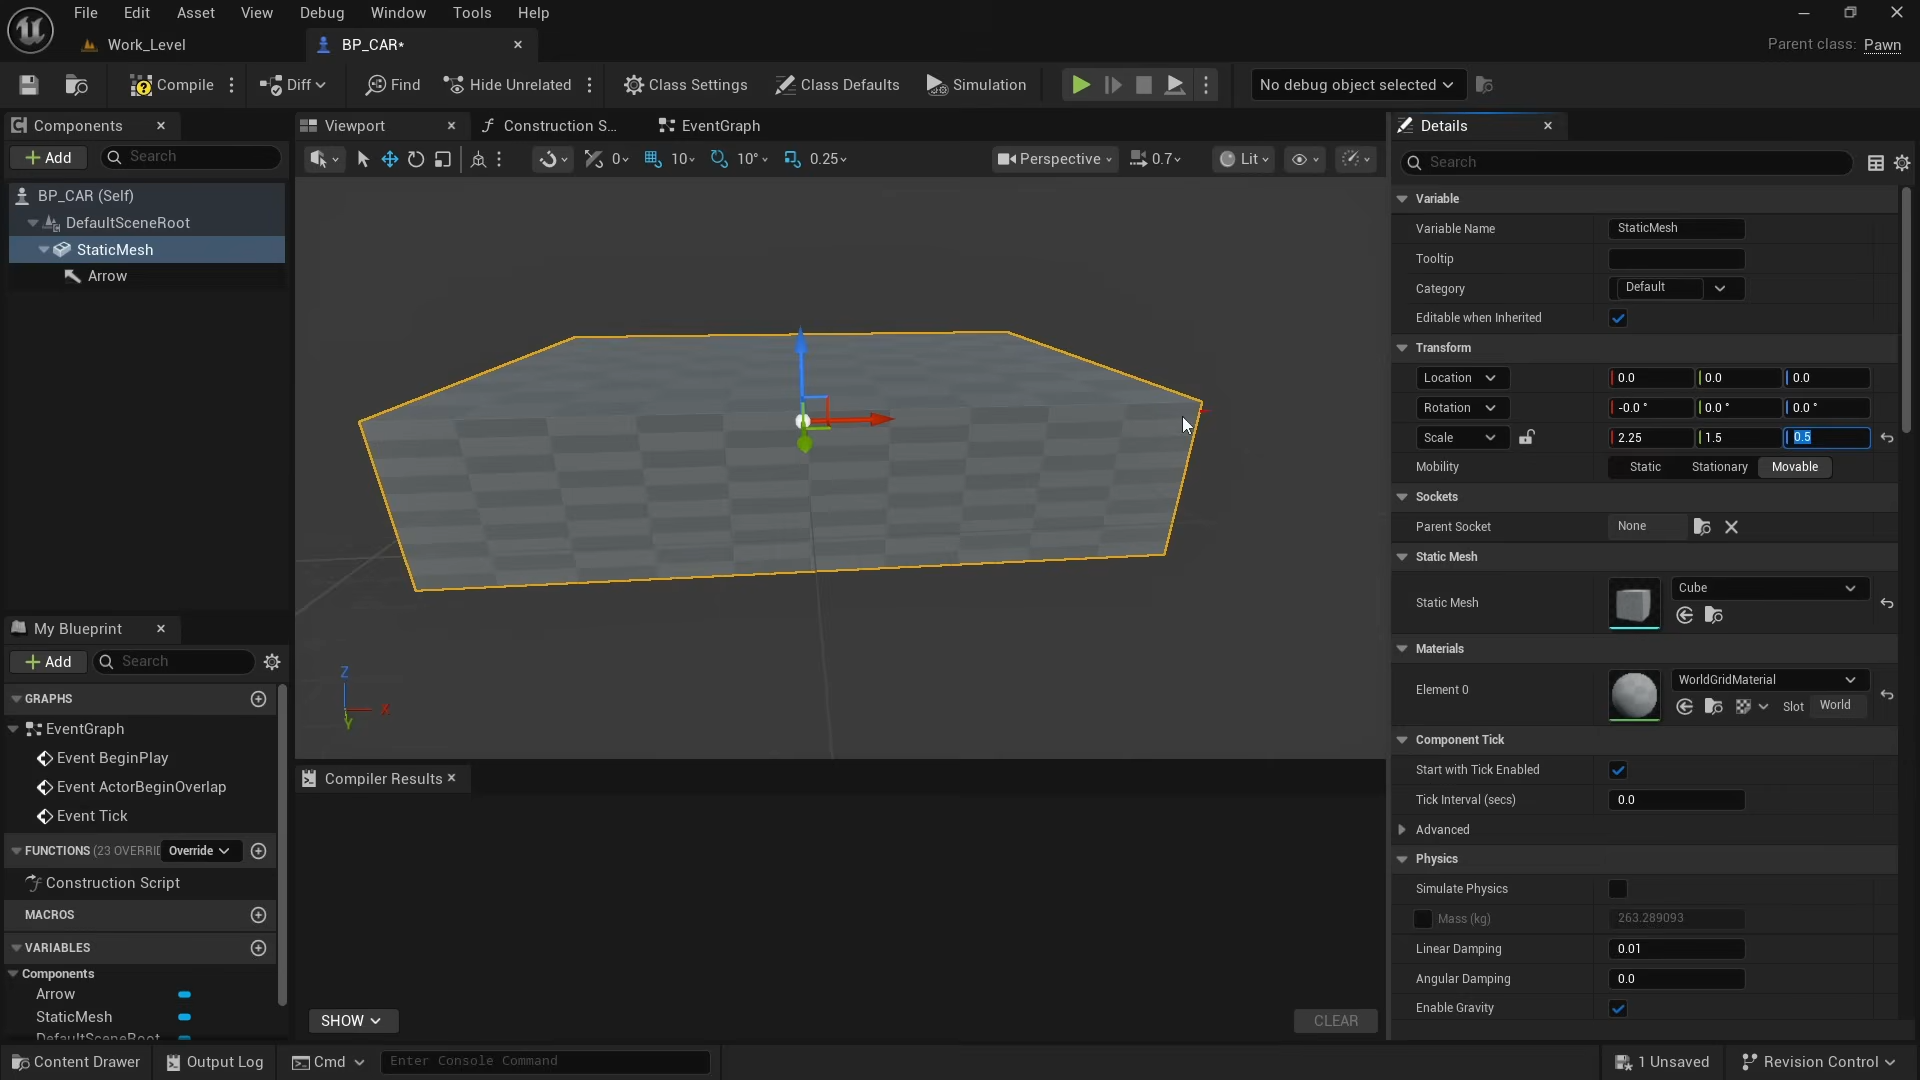 File Edit Asset View Debug Window Tools Help
Work_Level
BP_CAR*
Parent class: Pawn
Compile
Diff
Find
Hide Unrelated
Class Settings
Class Defaults
Simulation
No debug object selected
Components
Add
Search
BP_CAR (Self)
DefaultSceneRoot
StaticMesh
Arrow
My Blueprint
Add
Search
GRAPHS
EventGraph
Event BeginPlay
Event ActorBeginOverlap
Event Tick
FUNCTIONS (23 OVERRI Override
Construction Script
MACROS
VARIABLES
Components
Arrow
StaticMesh
DefaultSceneRoot
Viewport
Construction S...
EventGraph
0 10 10° 0.25
Perspective 0.7 Lit
Z
X
Y
Compiler Results
SHOW
CLEAR
Details
Search
Variable
Variable Name StaticMesh
Tooltip
Category Default
Editable when Inherited
Transform
Location 0.0 0.0 0.0
Rotation -0.0 ° 0.0 ° 0.0 °
Scale 2.25 1.5 0.5
Mobility Static Stationary Movable
Sockets
Parent Socket None
Static Mesh
Static Mesh Cube
Materials
Element 0 WorldGridMaterial
Slot World
Component Tick
Start with Tick Enabled
Tick Interval (secs) 0.0
Advanced
Physics
Simulate Physics
Mass (kg) 263.289093
Linear Damping 0.01
Angular Damping 0.0
Enable Gravity
Content Drawer
Output Log
Cmd
Enter Console Command
1 Unsaved
Revision Control